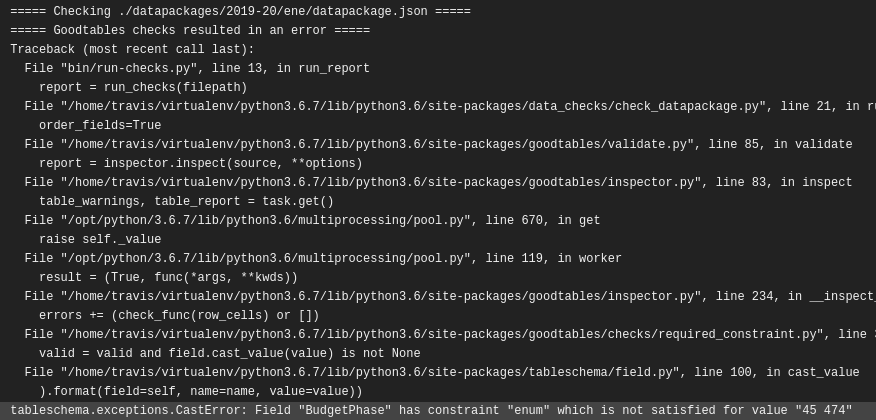 ===== Checking ./datapackages/2019-20/ene/datapackage.json =====
===== Goodtables checks resulted in an error =====
Traceback (most recent call last):
  File "bin/run-checks.py", line 13, in run_report
    report = run_checks(filepath)
  File "/home/travis/virtualenv/python3.6.7/lib/python3.6/site-packages/data_checks/check_datapackage.py", line 21, in
    order_fields=True
  File "/home/travis/virtualenv/python3.6.7/lib/python3.6/site-packages/goodtables/validate.py", line 85, in validate
    report = inspector.inspect(source, **options)
  File "/home/travis/virtualenv/python3.6.7/lib/python3.6/site-packages/goodtables/inspector.py", line 83, in inspect
    table_warnings, table_report = task.get()
  File "/opt/python/3.6.7/lib/python3.6/multiprocessing/pool.py", line 670, in get
    raise self._value
  File "/opt/python/3.6.7/lib/python3.6/multiprocessing/pool.py", line 119, in worker
    result = (True, func(*args, **kwds))
  File "/home/travis/virtualenv/python3.6.7/lib/python3.6/site-packages/goodtables/inspector.py", line 234, in __inspect_
    errors += (check_func(row_cells) or [])
  File "/home/travis/virtualenv/python3.6.7/lib/python3.6/site-packages/goodtables/checks/required_constraint.py", line
    valid = valid and field.cast_value(value) is not None
  File "/home/travis/virtualenv/python3.6.7/lib/python3.6/site-packages/tableschema/field.py", line 100, in cast_value
    ).format(field=self, name=name, value=value))
tableschema.exceptions.CastError: Field "BudgetPhase" has constraint "enum" which is not satisfied for value "45 474"